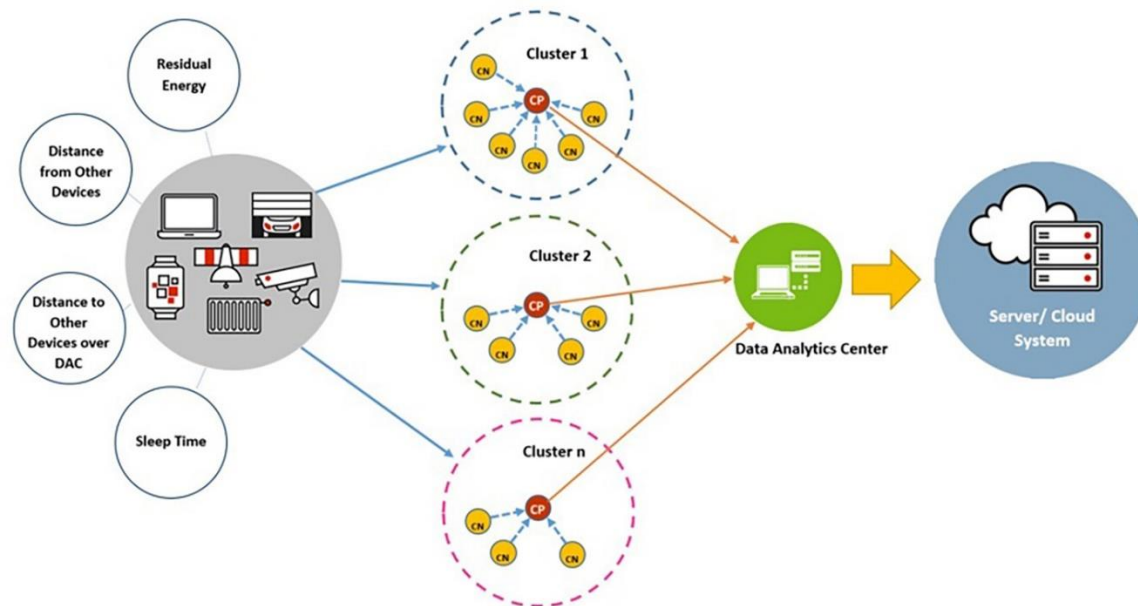 Residual
Energy
Distance
from Other
Devices
Distance to
Other
Devices over
DAC
Sleep Time
Cluster 1
CN
CP
CN
CN
CN
CN
CN
CN
Cluster 2
CP
CN
CN
CN
CN
Cluster n
CP
CN
CN
CN
Data Analytics Center
Server/ Cloud
System